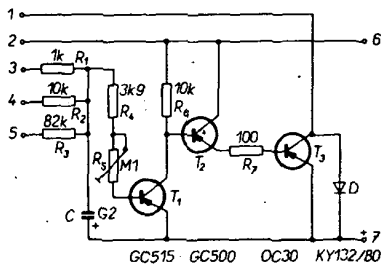 1
2 6
3 1k R₁
3k9 R₄ 10k R₆
4 10k R₂
5 82k R₃
T₂ 100 R₇ T₃
R₅ M1 T₁ D
C G2 +
+ 7
GC515 GC500 OC30 KY132/80